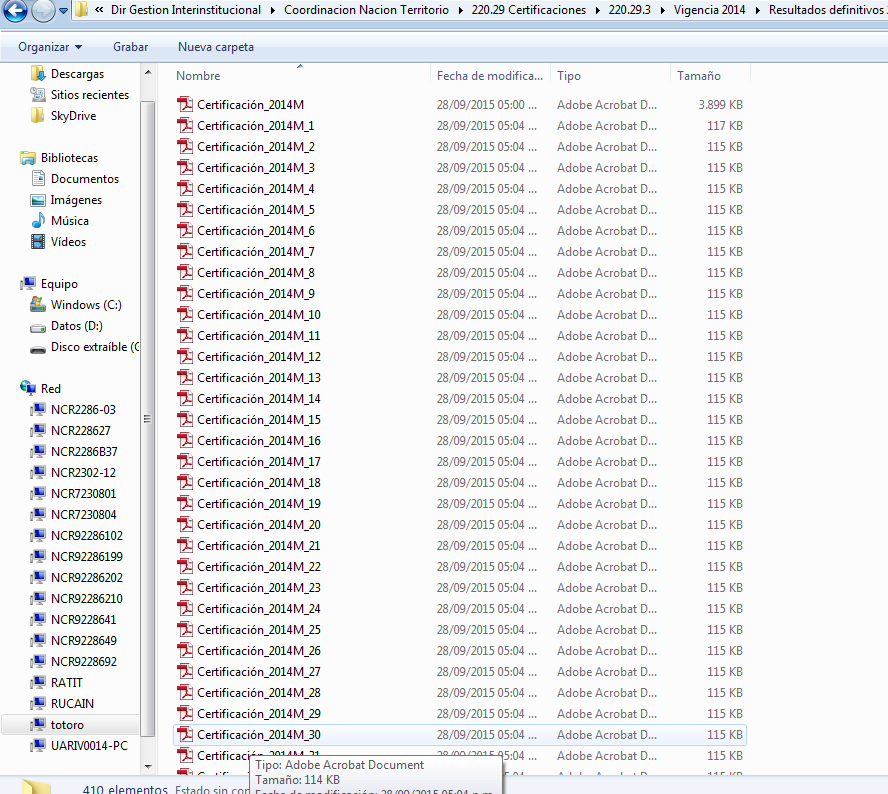 « Dir Gestion Interinstitucional ▸ Coordinacion Nacion Territorio ▸ 220.29 Certificaciones ▸ 220.29.3 ▸ Vigencia 2014 ▸ Resultados definitivos 2
Organizar Grabar Nueva carpeta
Descargas
Sitios recientes
SkyDrive
Bibliotecas
Documentos
Imágenes
Música
Vídeos
Equipo
Windows (C:)
Datos (D:)
Disco extraíble (G
Red
NCR2286-03
NCR228627
NCR2286B37
NCR2302-12
NCR7230801
NCR7230804
NCR92286102
NCR92286199
NCR92286202
NCR92286210
NCR9228641
NCR9228649
NCR9228692
RATIT
RUCAIN
totoro
UARIV0014-PC
Nombre Fecha de modifica... Tipo Tamaño
Certificación_2014M 28/09/2015 05:00 ... Adobe Acrobat D... 3.899 KB
Certificación_2014M_1 28/09/2015 05:04 ... Adobe Acrobat D... 117 KB
Certificación_2014M_2 28/09/2015 05:04 ... Adobe Acrobat D... 115 KB
Certificación_2014M_3 28/09/2015 05:04 ... Adobe Acrobat D... 115 KB
Certificación_2014M_4 28/09/2015 05:04 ... Adobe Acrobat D... 115 KB
Certificación_2014M_5 28/09/2015 05:04 ... Adobe Acrobat D... 115 KB
Certificación_2014M_6 28/09/2015 05:04 ... Adobe Acrobat D... 115 KB
Certificación_2014M_7 28/09/2015 05:04 ... Adobe Acrobat D... 115 KB
Certificación_2014M_8 28/09/2015 05:04 ... Adobe Acrobat D... 115 KB
Certificación_2014M_9 28/09/2015 05:04 ... Adobe Acrobat D... 115 KB
Certificación_2014M_10 28/09/2015 05:04 ... Adobe Acrobat D... 115 KB
Certificación_2014M_11 28/09/2015 05:04 ... Adobe Acrobat D... 115 KB
Certificación_2014M_12 28/09/2015 05:04 ... Adobe Acrobat D... 115 KB
Certificación_2014M_13 28/09/2015 05:04 ... Adobe Acrobat D... 115 KB
Certificación_2014M_14 28/09/2015 05:04 ... Adobe Acrobat D... 115 KB
Certificación_2014M_15 28/09/2015 05:04 ... Adobe Acrobat D... 115 KB
Certificación_2014M_16 28/09/2015 05:04 ... Adobe Acrobat D... 115 KB
Certificación_2014M_17 28/09/2015 05:04 ... Adobe Acrobat D... 115 KB
Certificación_2014M_18 28/09/2015 05:04 ... Adobe Acrobat D... 115 KB
Certificación_2014M_19 28/09/2015 05:04 ... Adobe Acrobat D... 115 KB
Certificación_2014M_20 28/09/2015 05:04 ... Adobe Acrobat D... 115 KB
Certificación_2014M_21 28/09/2015 05:04 ... Adobe Acrobat D... 115 KB
Certificación_2014M_22 28/09/2015 05:04 ... Adobe Acrobat D... 115 KB
Certificación_2014M_23 28/09/2015 05:04 ... Adobe Acrobat D... 115 KB
Certificación_2014M_24 28/09/2015 05:04 ... Adobe Acrobat D... 115 KB
Certificación_2014M_25 28/09/2015 05:04 ... Adobe Acrobat D... 115 KB
Certificación_2014M_26 28/09/2015 05:04 ... Adobe Acrobat D... 115 KB
Certificación_2014M_27 28/09/2015 05:04 ... Adobe Acrobat D... 115 KB
Certificación_2014M_28 28/09/2015 05:04 ... Adobe Acrobat D... 115 KB
Certificación_2014M_29 28/09/2015 05:04 ... Adobe Acrobat D... 115 KB
Certificación_2014M_30 28/09/2015 05:04 ... Adobe Acrobat D... 115 KB
Certificación_2014M_31 28/09/2015 05:04 ... Adobe Acrobat D... 115 KB
Tipo: Adobe Acrobat Document
Tamaño: 114 KB
Fecha de modificación: 28/09/2015 05:04 p.m.
410 elementos Estado sin con